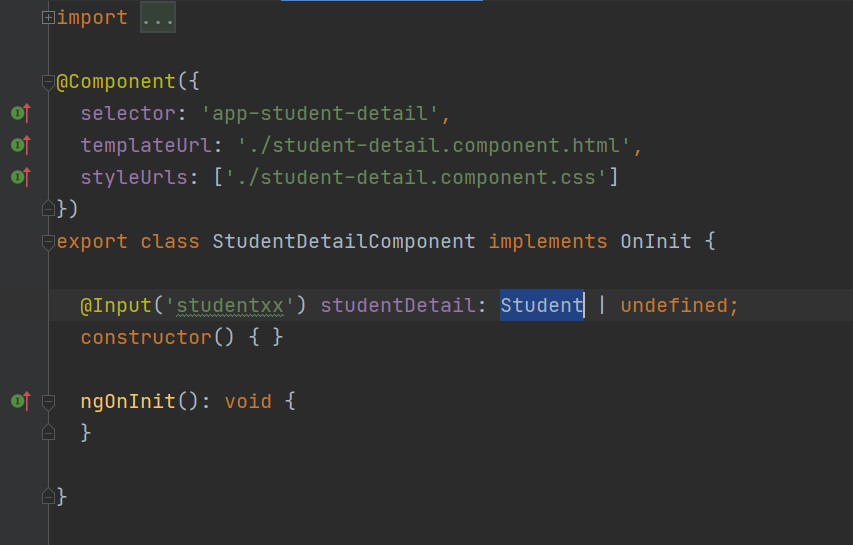 import ...
@Component({
selector: 'app-student-detail',
templateUrl: './student-detail.component.html',
styleUrls: ['./student-detail.component.css']
})
export class StudentDetailComponent implements OnInit {
@Input('studentxx') studentDetail: Student | undefined;
constructor() { }
ngOnInit(): void {
}
}